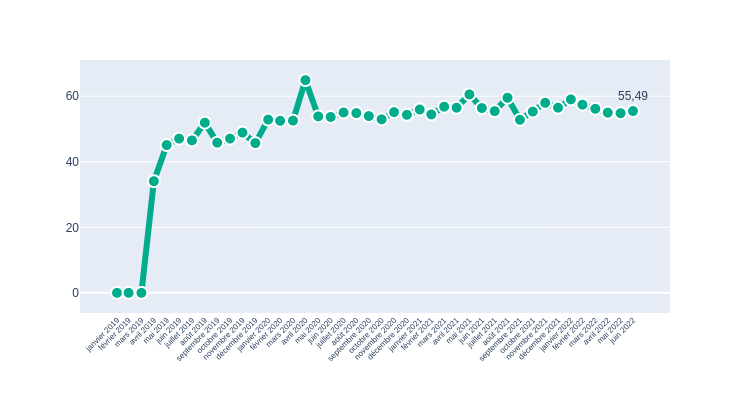 60
55,49
40
20
0
janvier 2019
février 2019
mars 2019
avril 2019
mai 2019
juin 2019
juillet 2019
août 2019
septembre 2019
octobre 2019
novembre 2019
décembre 2019
janvier 2020
février 2020
mars 2020
avril 2020
mai 2020
juin 2020
juillet 2020
août 2020
septembre 2020
octobre 2020
novembre 2020
décembre 2020
janvier 2021
février 2021
mars 2021
avril 2021
mai 2021
juin 2021
juillet 2021
août 2021
septembre 2021
octobre 2021
novembre 2021
décembre 2021
janvier 2022
février 2022
mars 2022
avril 2022
mai 2022
juin 2022